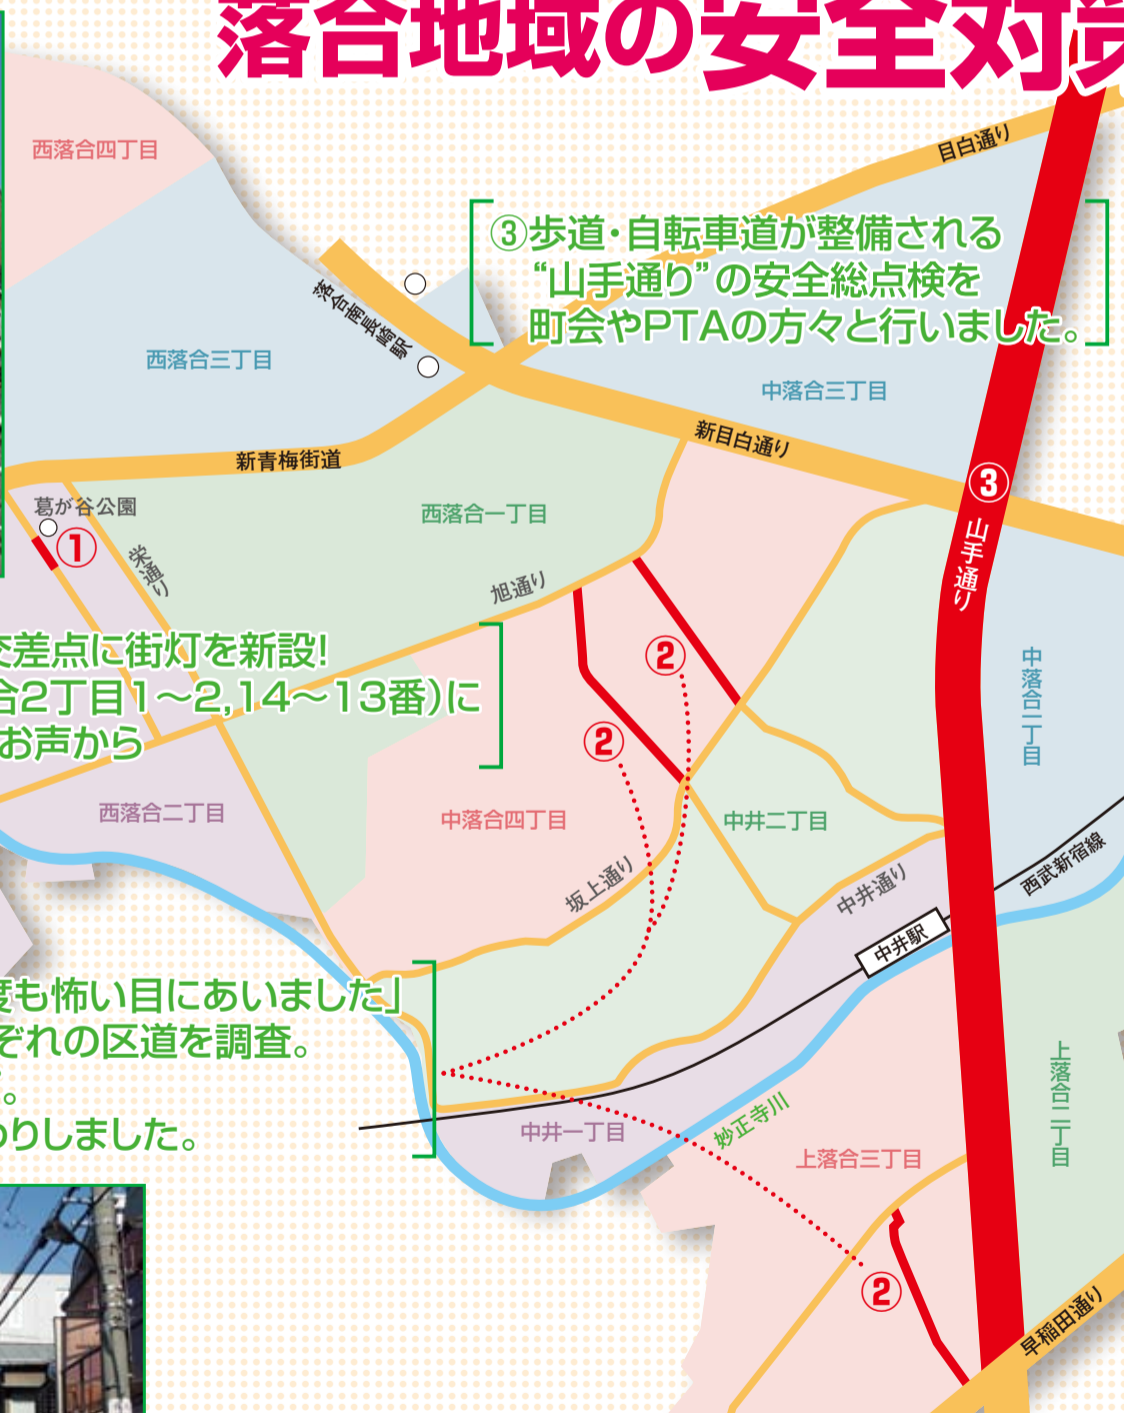 落合地域の安全対策
西落合四丁目
目白通り
③歩道・自転車道が整備される
“山手通り”の安全総点検を
町会やPTAの方々と行いました。
落合南長崎駅
西落合三丁目
中落合三丁目
新目白通り
新青梅街道
③
山手通り
葛が谷公園
①
西落合一丁目
栄通り
旭通り
交差点に街灯を新設!
合2丁目1〜2,14〜13番)に
お声から
②
②
中落合一丁目
西落合二丁目
中落合四丁目
中井二丁目
坂上通り
中井通り
西武新宿線
中井駅
度も怖い目にあいました」
ぞれの区道を調査。
。
わりしました。
中井一丁目
妙正寺川
上落合二丁目
上落合三丁目
②
早稲田通り